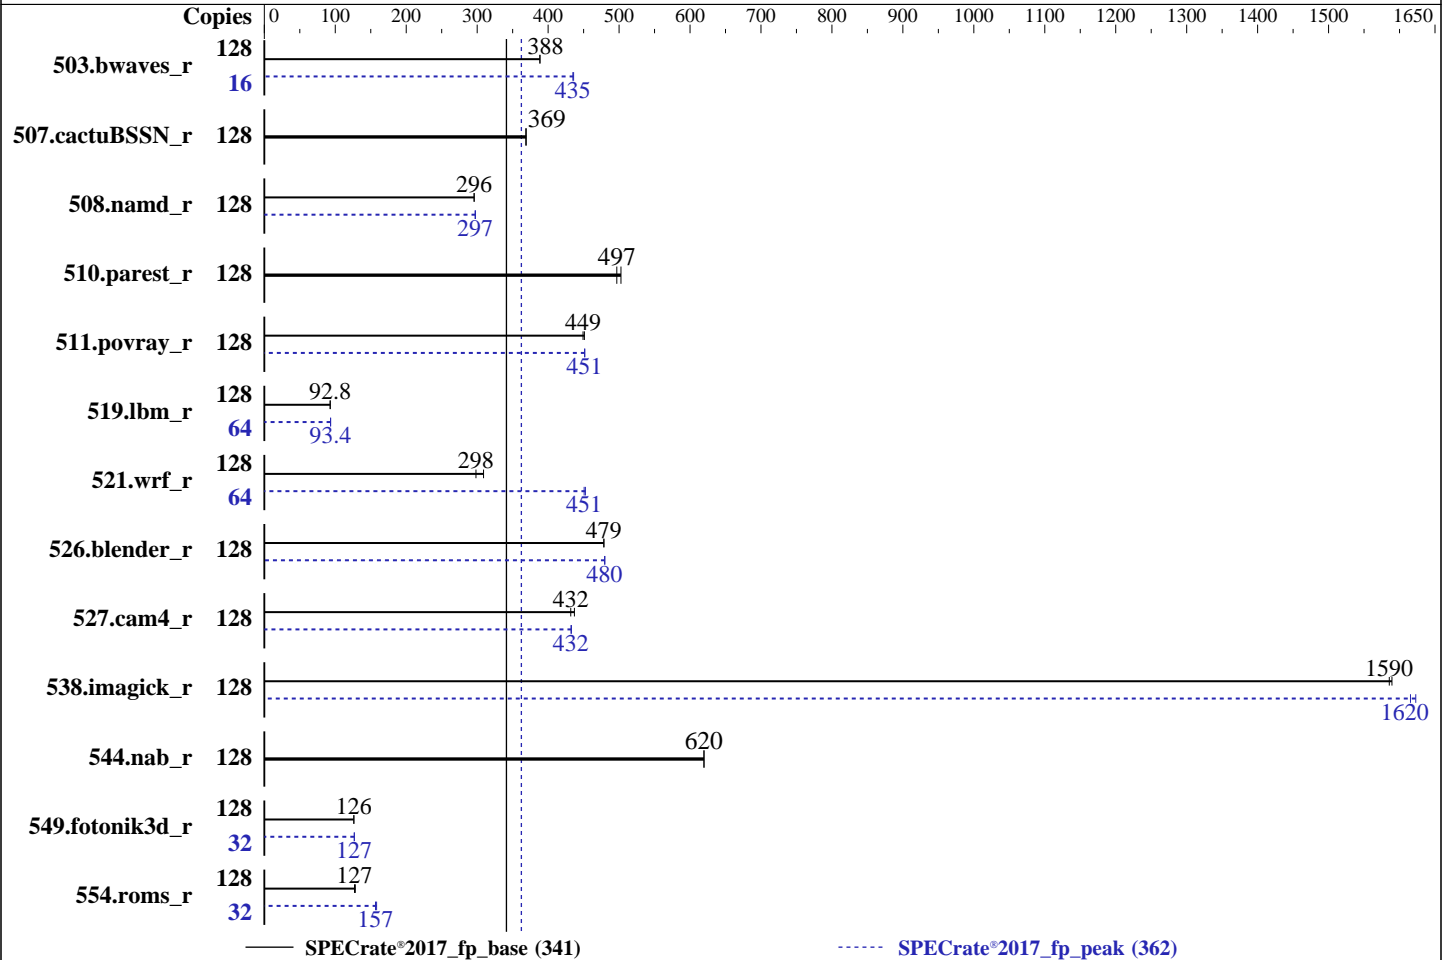 Copies 0 100 200 300 400 500 600 700 800 900 1000 1100 1200 1300 1400 1500 1650
503.bwaves_r 128 388
16 435
507.cactuBSSN_r 128 369
508.namd_r 128 296
297
510.parest_r 128 497
511.povray_r 128 449
451
519.lbm_r 128 92.8
64 93.4
521.wrf_r 128 298
64 451
526.blender_r 128 479
480
527.cam4_r 128 432
432
538.imagick_r 128 1590
1620
544.nab_r 128 620
549.fotonik3d_r 128 126
32 127
554.roms_r 128 127
32 157
SPECrate®2017_fp_base (341) SPECrate®2017_fp_peak (362)